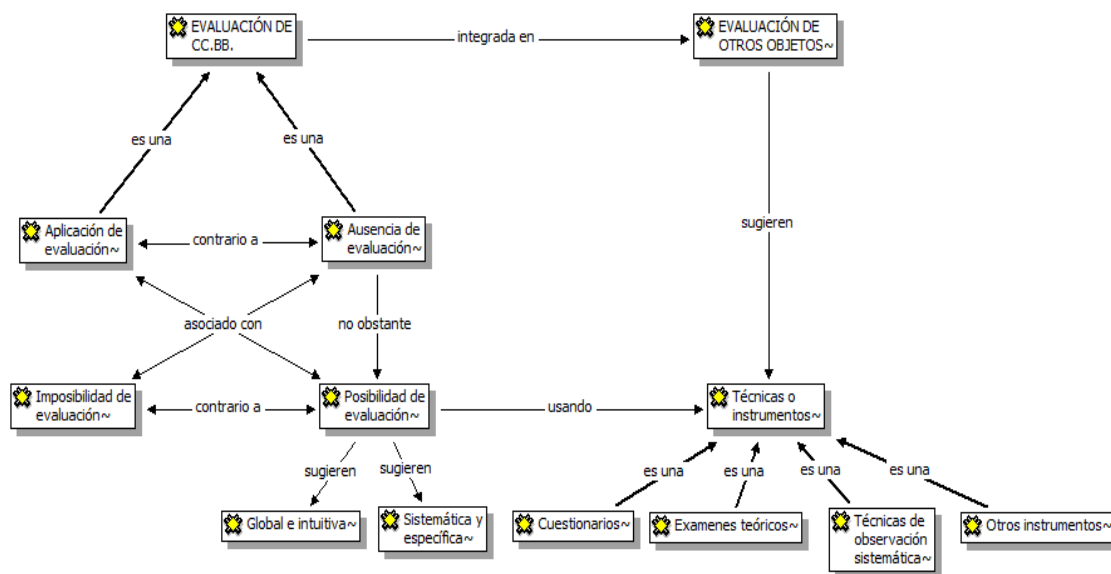 EVALUACIÓN DE
CC.BB.
integrada en
EVALUACIÓN DE
OTROS OBJETOS~
es una
es una
Aplicación de
evaluación~
contrario a
Ausencia de
evaluación~
sugieren
asociado con
no obstante
Imposibilidad de
evaluación~
contrario a
Posibilidad de
evaluación~
usando
Técnicas o
instrumentos~
sugieren
sugieren
es una
es una
es una
es una
Global e intuitiva~
Sistemática y
específica~
Cuestionarios~
Examenes teóricos~
Técnicas de
observación
sistemática~
Otros instrumentos~